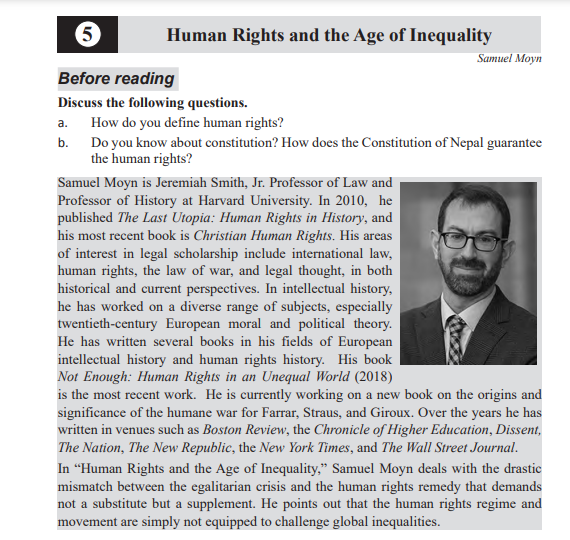 5
Human Rights and the Age of Inequality
Samuel Moyn
Before reading
Discuss the following questions.
a. How do you define human rights?
b. Do you know about constitution? How does the Constitution of Nepal guarantee
the human rights?
Samuel Moyn is Jeremiah Smith, Jr. Professor of Law and
Professor of History at Harvard University. In 2010, he
published The Last Utopia: Human Rights in History, and
his most recent book is Christian Human Rights. His areas
of interest in legal scholarship include international law,
human rights, the law of war, and legal thought, in both
historical and current perspectives. In intellectual history,
he has worked on a diverse range of subjects, especially
twentieth-century European moral and political theory.
He has written several books in his fields of European
intellectual history and human rights history. His book
Not Enough: Human Rights in an Unequal World (2018)
is the most recent work. He is currently working on a new book on the origins and
significance of the humane war for Farrar, Straus, and Giroux. Over the years he has
written in venues such as Boston Review, the Chronicle of Higher Education, Dissent,
The Nation, The New Republic, the New York Times, and The Wall Street Journal.
In “Human Rights and the Age of Inequality,” Samuel Moyn deals with the drastic
mismatch between the egalitarian crisis and the human rights remedy that demands
not a substitute but a supplement. He points out that the human rights regime and
movement are simply not equipped to challenge global inequalities.